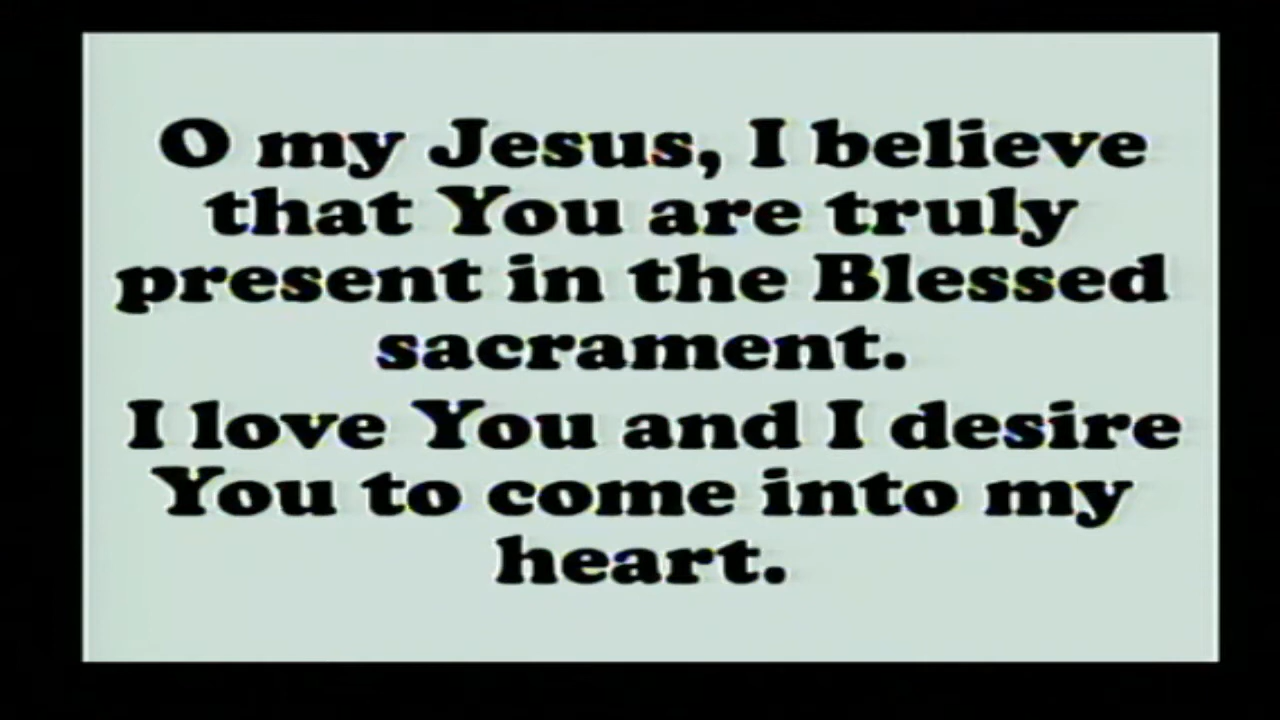 O my Jesus, I believe
that You are truly
present in the Blessed
sacrament.
I love You and I desire
You to come into my
heart.